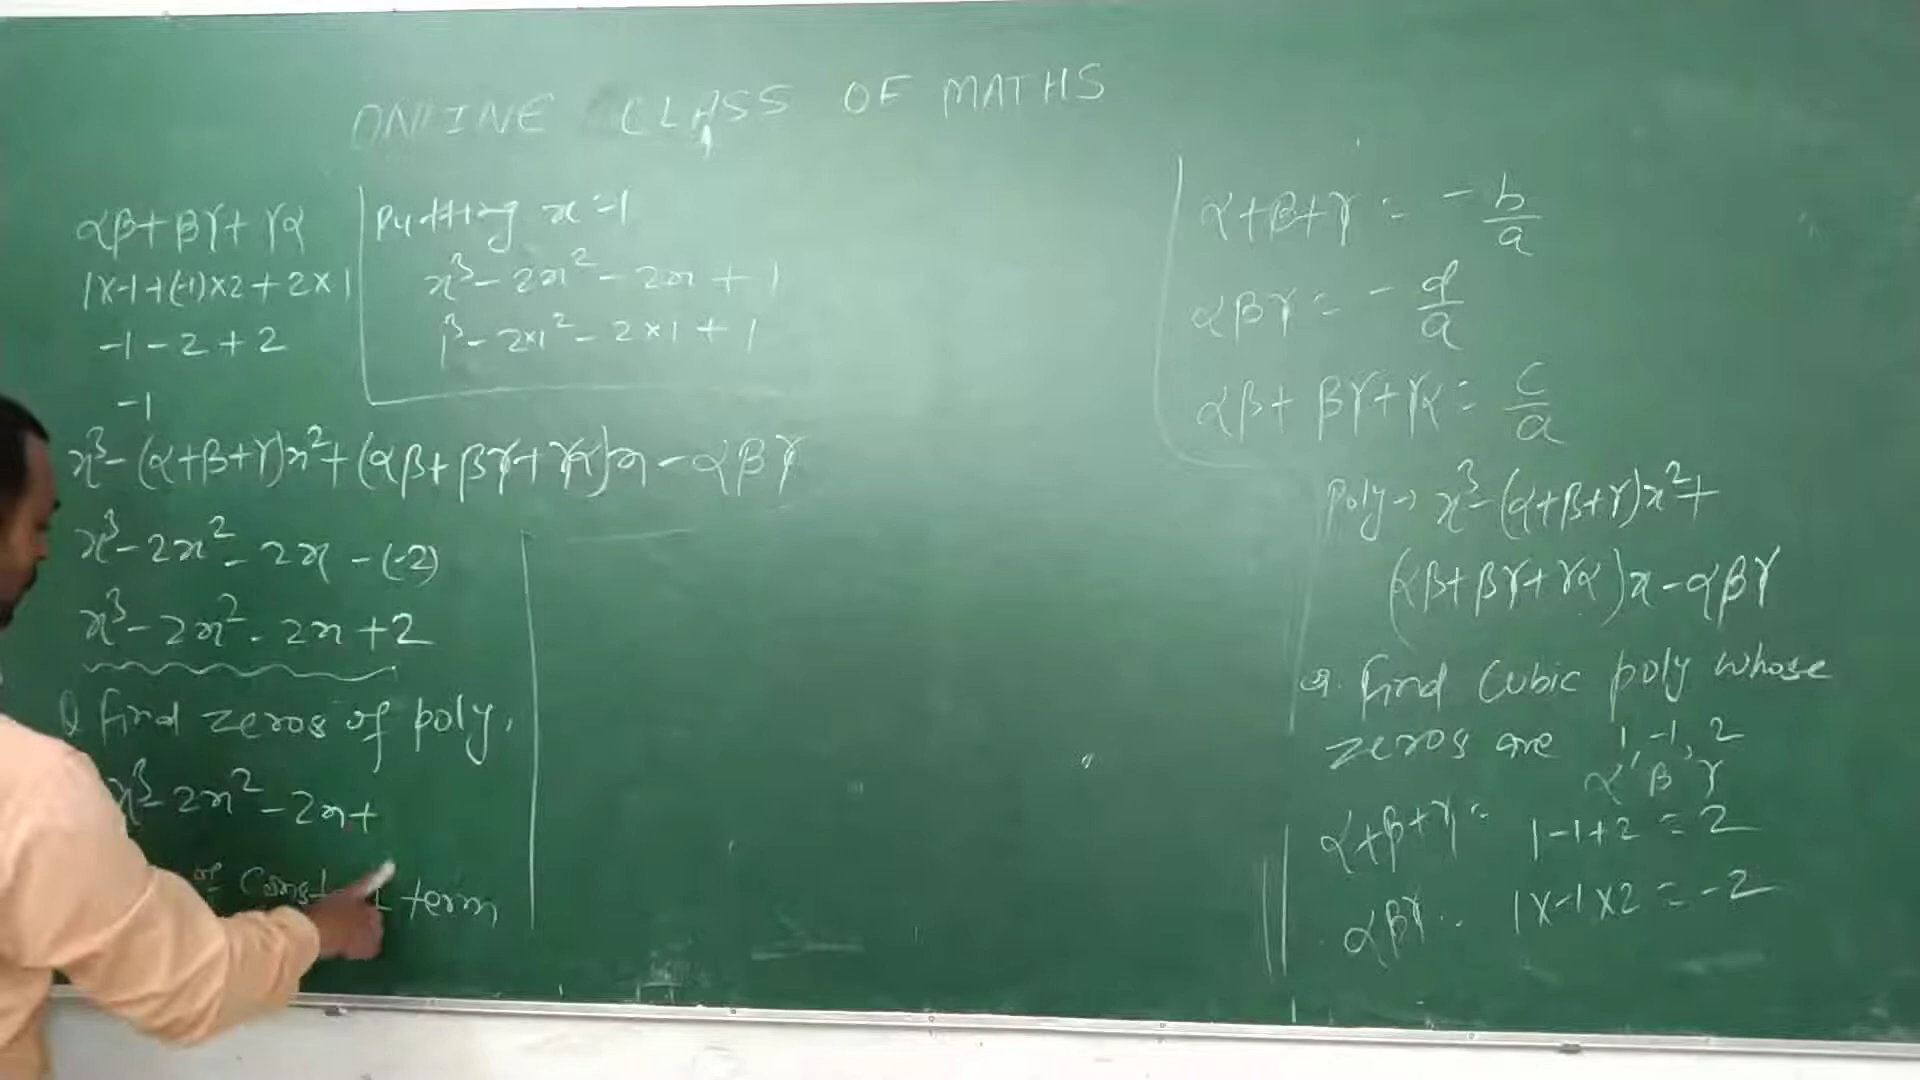 ONLINE CLASS OF MATHS
αβ+βγ+γα
1×-1+(-1)×2+2×1
-1-2+2
-1
Putting x=1
x³-2x²-2x+1
1³-2×1²-2×1+1
x³-(α+β+γ)x²+(αβ+βγ+γα)x-αβγ
x³-2x²-2x-(-2)
x³-2x²-2x+2
Q find zeros of poly,
x³-2x²-2x+
of constant term
α+β+γ = -b/a
αβγ = -d/a
αβ+βγ+γα = c/a
Poly→ x³-(α+β+γ)x²+
(αβ+βγ+γα)x-αβγ
Q. Find Cubic poly whose
zeros are 1, -1, 2
α, β, γ
α+β+γ = 1-1+2 = 2
αβγ = 1×-1×2 = -2